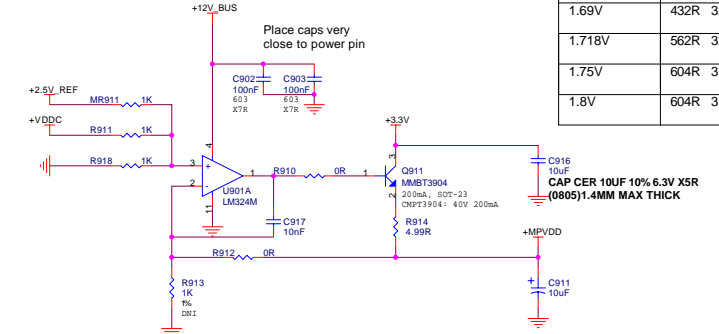 +12V_BUS
Place caps very
close to power pin
1.69V 432R 3.
1.718V 562R 3.
1.75V 604R 3
1.8V 604R 3
C902
100nF
603
X7R
C903
100nF
603
X7R
+2.5V_REF
MR911 1K
+VDDC
R911 1K
R918 1K
+3.3V
4
3
+
2
-
1
11
U901A
LM324M
R910 0R
1
3
2
Q911
MMBT3904
200mA, SOT-23
CMPT3904: 40V 200mA
C916
10uF
CAP CER 10UF 10% 6.3V X5R
(0805)1.4MM MAX THICK
C917
10nF
R914
4.99R
+MPVDD
R912 0R
R913
1K
1%
DNI
+
C911
10uF